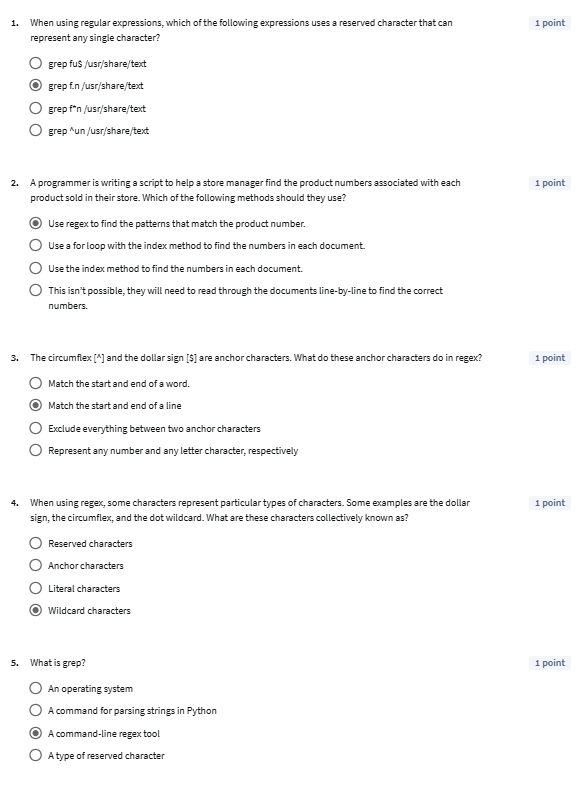 1. When using regular expressions, which of the following expressions uses a reserved character that can 1 point
represent any single character?
grep fu$ /usr/share/text
grep f.n /usr/share/text
grep f*n /usr/share/text
grep ^un /usr/share/text
2. A programmer is writing a script to help a store manager find the product numbers associated with each 1 point
product sold in their store. Which of the following methods should they use?
Use regex to find the patterns that match the product number.
Use a for loop with the index method to find the numbers in each document.
Use the index method to find the numbers in each document.
This isn't possible, they will need to read through the documents line-by-line to find the correct
numbers.
3. The circumflex [^] and the dollar sign [$] are anchor characters. What do these anchor characters do in regex? 1 point
Match the start and end of a word.
Match the start and end of a line
Exclude everything between two anchor characters
Represent any number and any letter character, respectively
4. When using regex, some characters represent particular types of characters. Some examples are the dollar 1 point
sign, the circumflex, and the dot wildcard. What are these characters collectively known as?
Reserved characters
Anchor characters
Literal characters
Wildcard characters
5. What is grep? 1 point
An operating system
A command for parsing strings in Python
A command-line regex tool
A type of reserved character